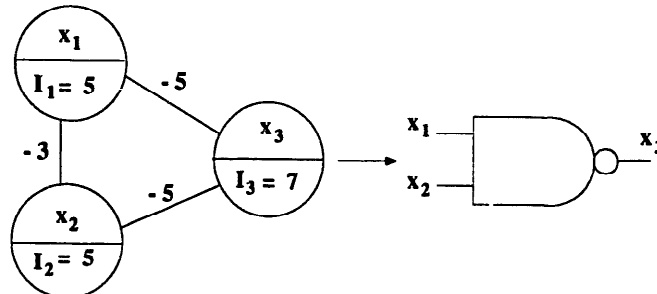 x1
I1 = 5
- 5
- 3
x3
I3 = 7
- 5
x2
I2 = 5
x1
x2